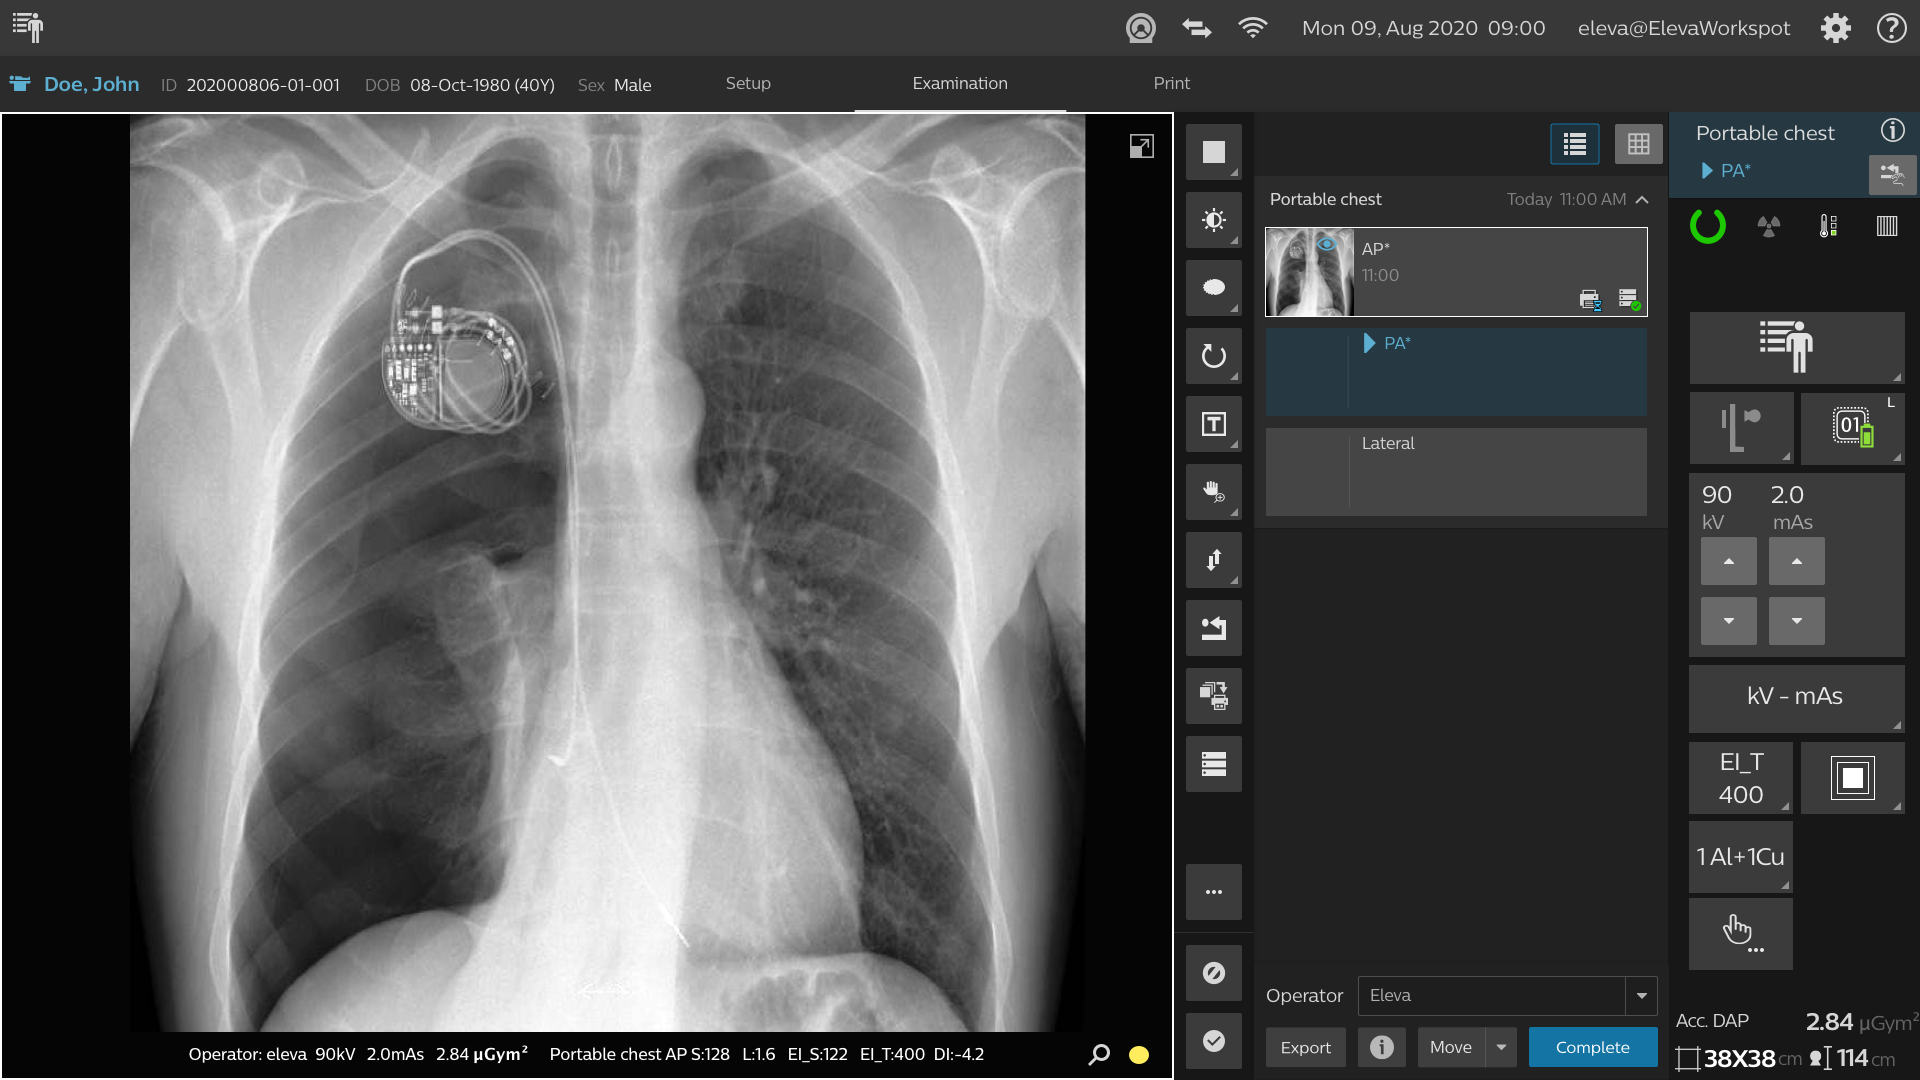 Mon 09, Aug 2020 09:00 eleva@ElevaWorkspot
Doe, John ID 202000806-01-001 DOB 08-Oct-1980 (40Y) Sex Male Setup Examination Print
Operator: eleva 90kV 2.0mAs 2.84 µGym² Portable chest AP S:128 L:1.6 EI_S:122 EI_T:400 DI:-4.2
T
Portable chest Today 11:00 AM
AP*
11:00
PA*
Lateral
Operator Eleva
Export Move Complete
Portable chest
PA*
L
01
90 2.0
kV mAs
kV - mAs
EI_T
400
1 Al+1Cu
Acc. DAP 2.84 µGym²
38X38 cm 114 cm